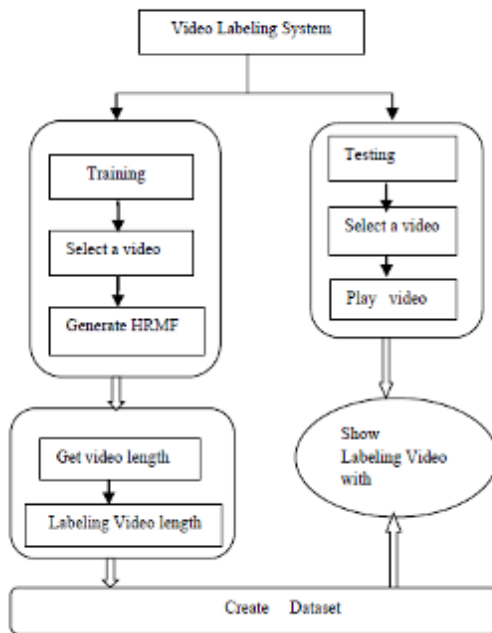 Video Labeling System
Training
Select a video
Generate HRMF
Get video length
Labeling Video length
Testing
Select a video
Play video
Show
Labeling Video
with
Create Dataset